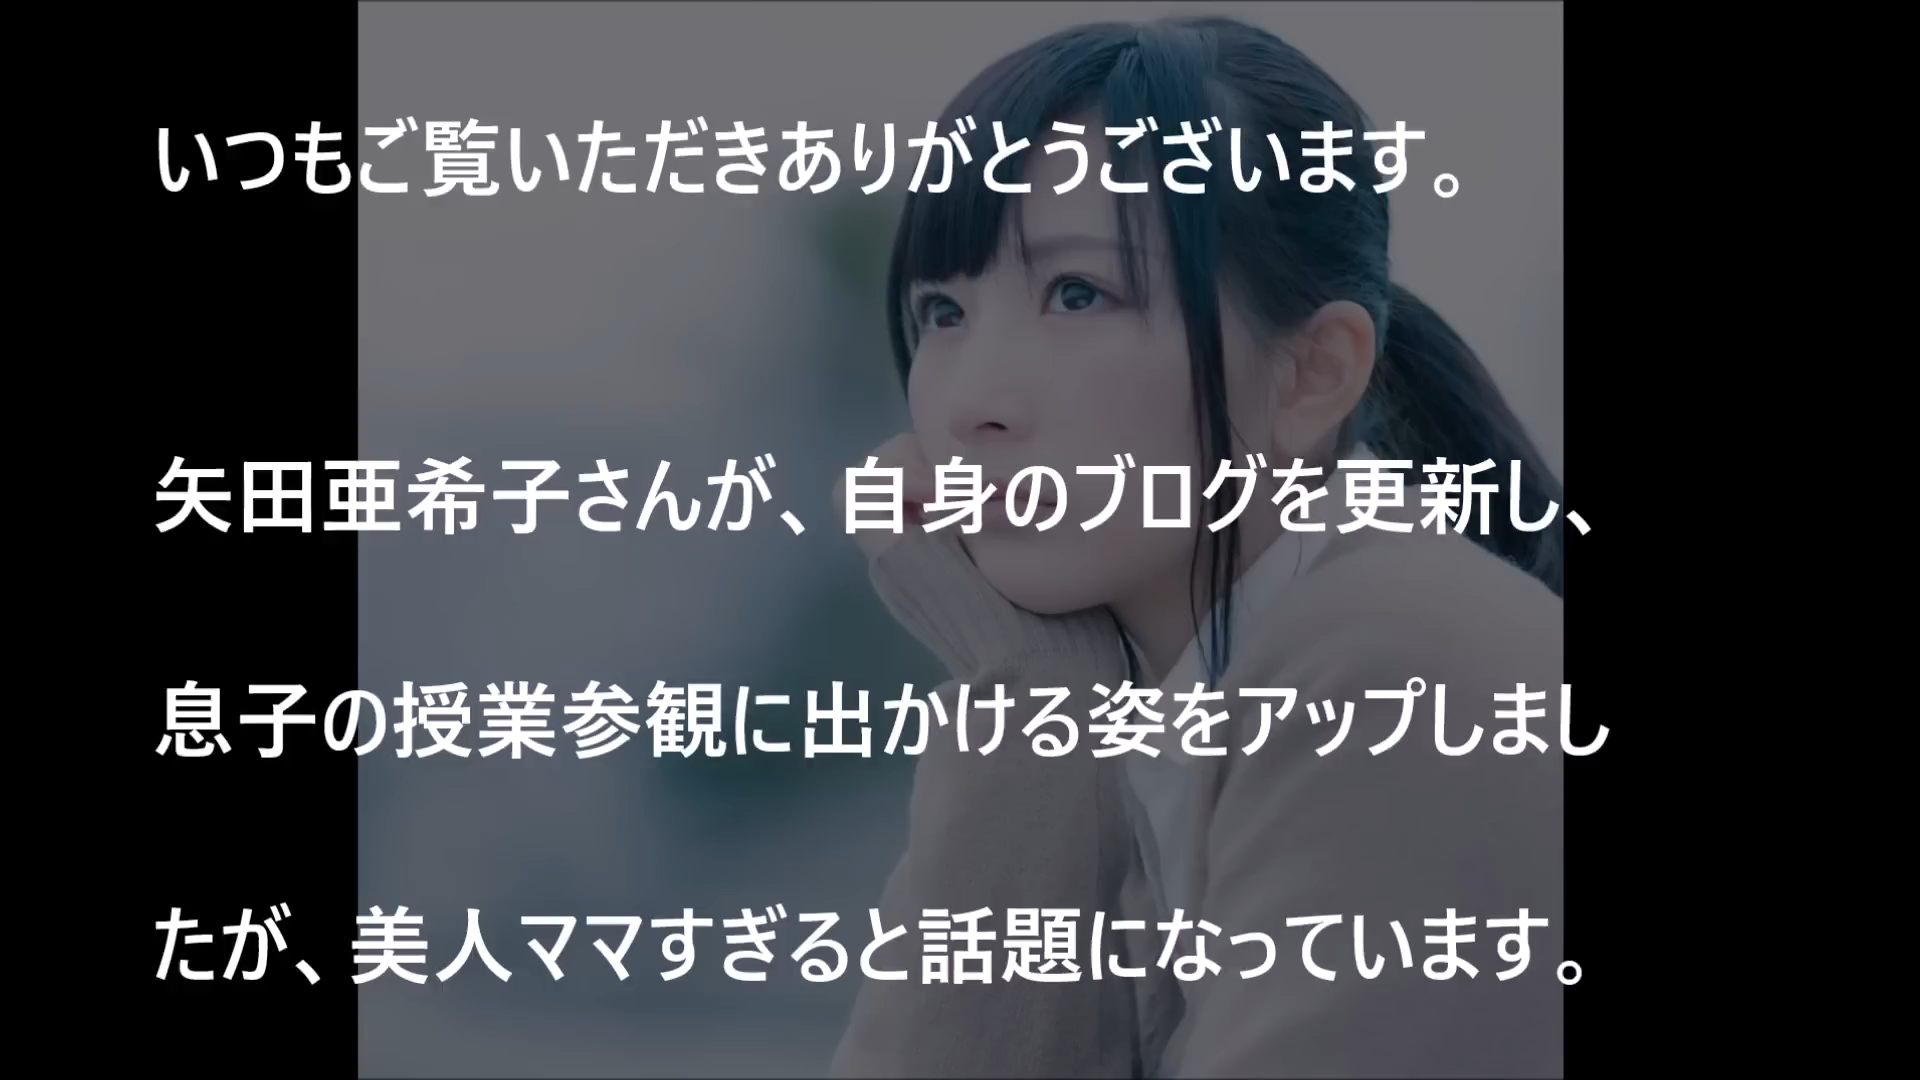 いつもご覧いただきありがとうございます。
矢田亜希子さんが、自身のブログを更新し、
息子の授業参観に出かける姿をアップしまし
たが、美人ママすぎると話題になっています。